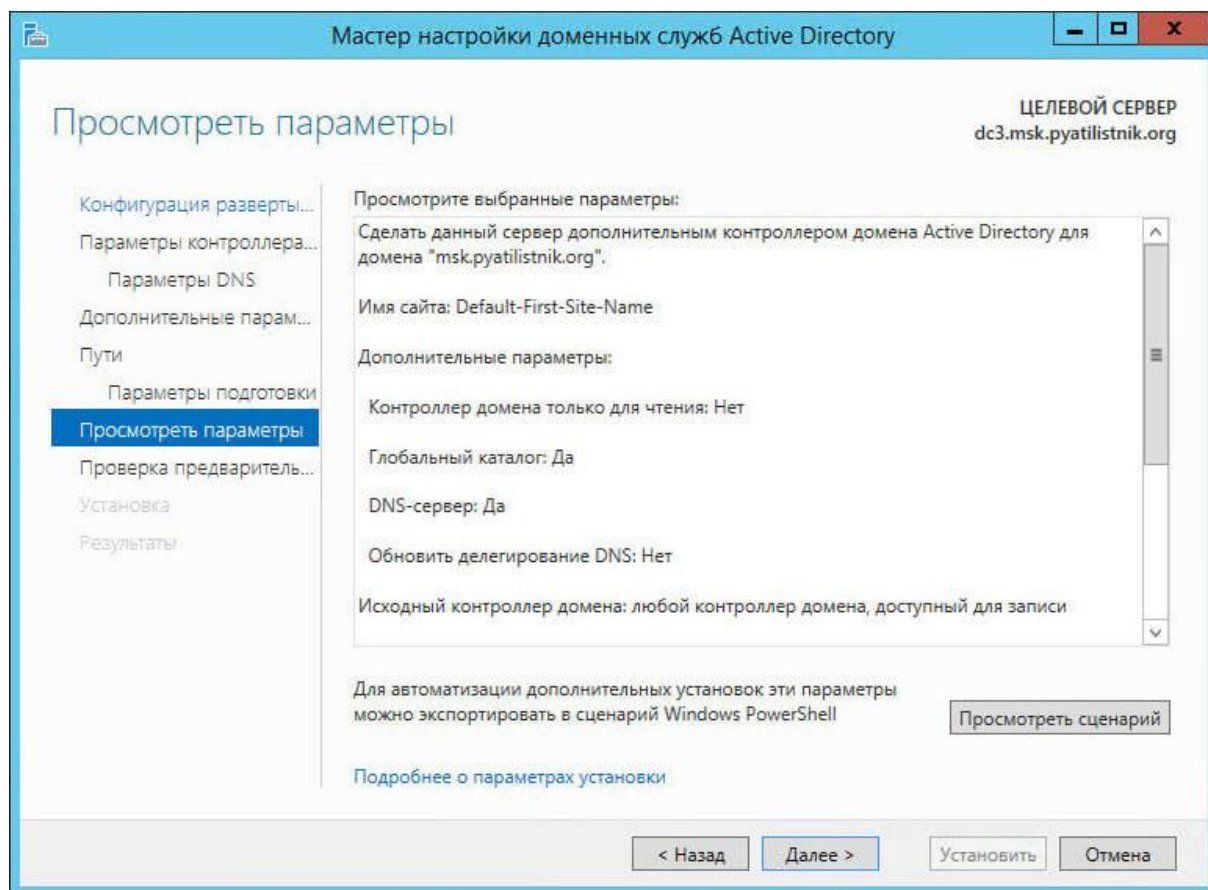 Мастер настройки доменных служб Active Directory
Просмотреть параметры
ЦЕЛЕВОЙ СЕРВЕР
dc3.msk.pyatilistnik.org
Конфигурация разверты...
Параметры контроллера...
Параметры DNS
Дополнительные парам...
Пути
Параметры подготовки
Просмотреть параметры
Проверка предваритель...
Установка
Результаты
Просмотрите выбранные параметры:
Сделать данный сервер дополнительным контроллером домена Active Directory для
домена "msk.pyatilistnik.org".
Имя сайта: Default-First-Site-Name
Дополнительные параметры:
Контроллер домена только для чтения: Нет
Глобальный каталог: Да
DNS-сервер: Да
Обновить делегирование DNS: Нет
Исходный контроллер домена: любой контроллер домена, доступный для записи
Для автоматизации дополнительных установок эти параметры
можно экспортировать в сценарий Windows PowerShell
Просмотреть сценарий
Подробнее о параметрах установки
< Назад
Далее >
Установить
Отмена